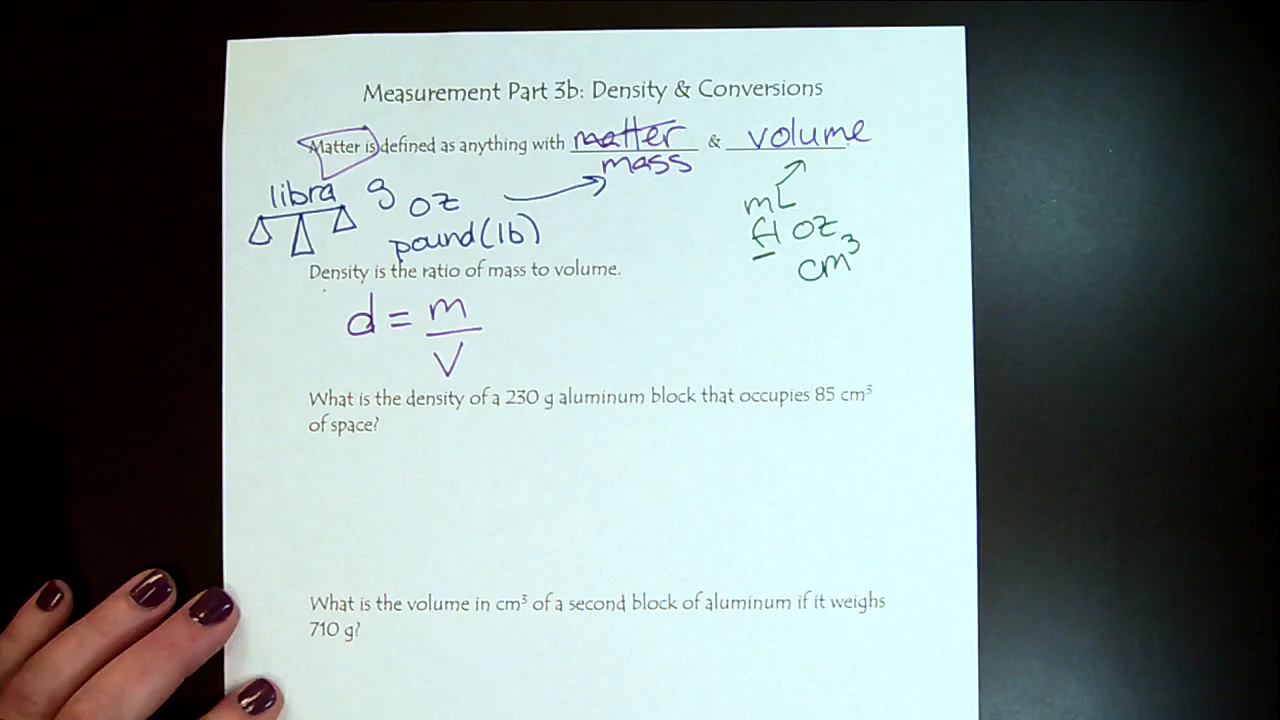 Measurement Part 3b: Density & Conversions
Matter is defined as anything with matter & volume
mass
libra g oz
pound (lb)
mL
fl oz
cm³
Density is the ratio of mass to volume.
d = m
V
What is the density of a 230 g aluminum block that occupies 85 cm³
of space?
What is the volume in cm³ of a second block of aluminum if it weighs
710 g?